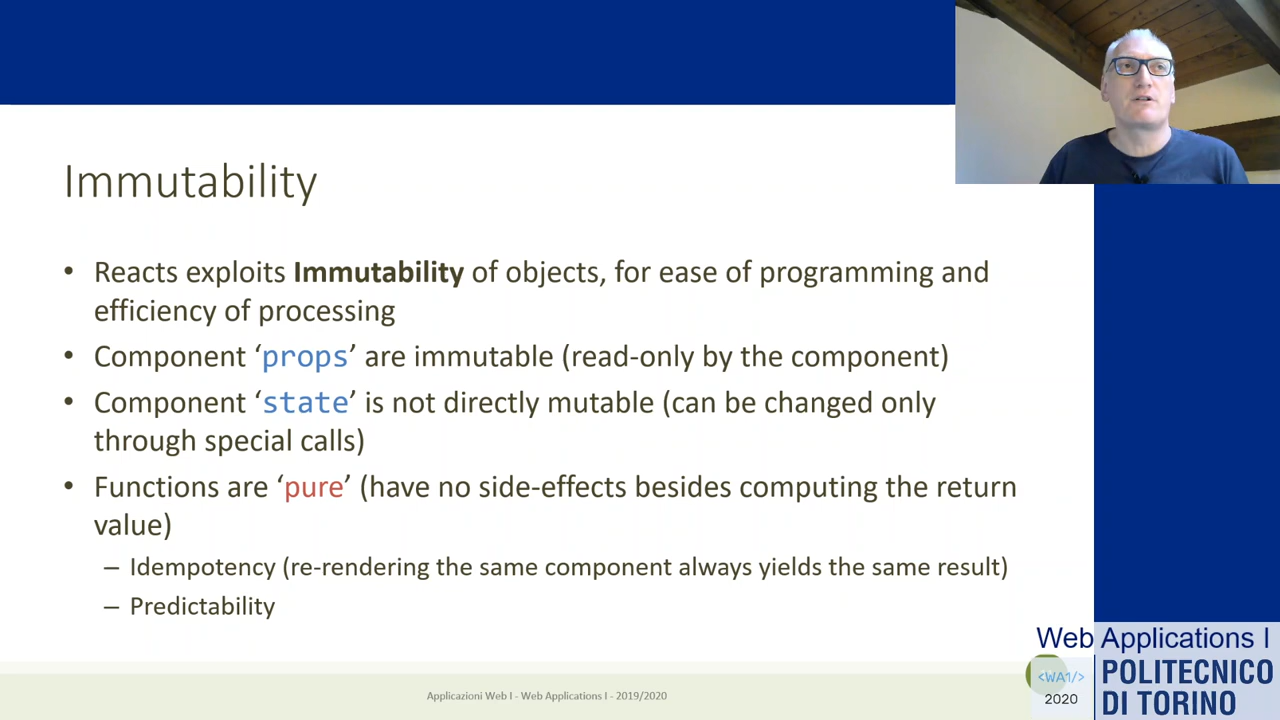 Immutability
• Reacts exploits Immutability of objects, for ease of programming and
efficiency of processing
• Component ‘props’ are immutable (read-only by the component)
• Component ‘state’ is not directly mutable (can be changed only
through special calls)
• Functions are ‘pure’ (have no side-effects besides computing the return
value)
– Idempotency (re-rendering the same component always yields the same result)
– Predictability
Applicazioni Web I - Web Applications I - 2019/2020
Web Applications I
<WA1/>
2020
POLITECNICO
DI TORINO